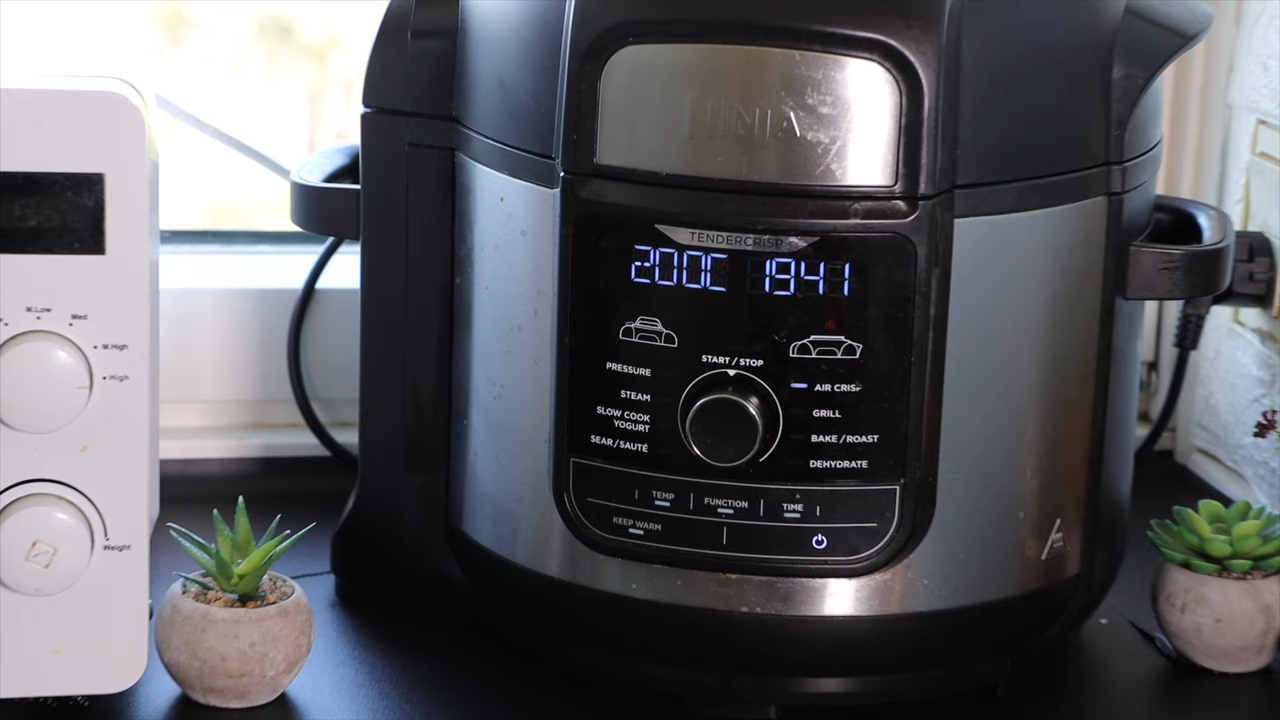 NINJA
TENDERCRISP
200C 19:41
START / STOP
PRESSURE
STEAM
SLOW COOK
YOGURT
SEAR/SAUTÉ
AIR CRISP
GRILL
BAKE/ROAST
DEHYDRATE
TEMP
FUNCTION
TIME
KEEP WARM
M.Low
Med
M.High
High
Weight